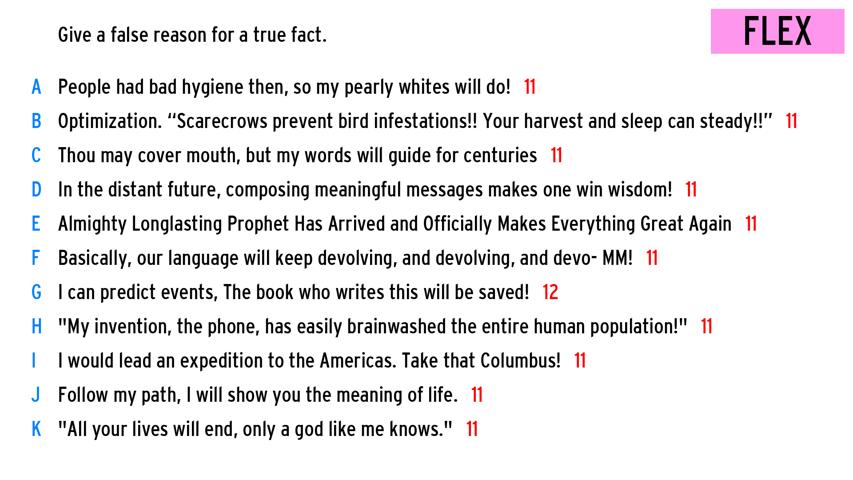 Give a false reason for a true fact.
FLEX
A People had bad hygiene then, so my pearly whites will do! 11
B Optimization. “Scarecrows prevent bird infestations!! Your harvest and sleep can steady!!” 11
C Thou may cover mouth, but my words will guide for centuries 11
D In the distant future, composing meaningful messages makes one win wisdom! 11
E Almighty Longlasting Prophet Has Arrived and Officially Makes Everything Great Again 11
F Basically, our language will keep devolving, and devolving, and devo- MM! 11
G I can predict events, The book who writes this will be saved! 12
H "My invention, the phone, has easily brainwashed the entire human population!" 11
I I would lead an expedition to the Americas. Take that Columbus! 11
J Follow my path, I will show you the meaning of life. 11
K "All your lives will end, only a god like me knows." 11